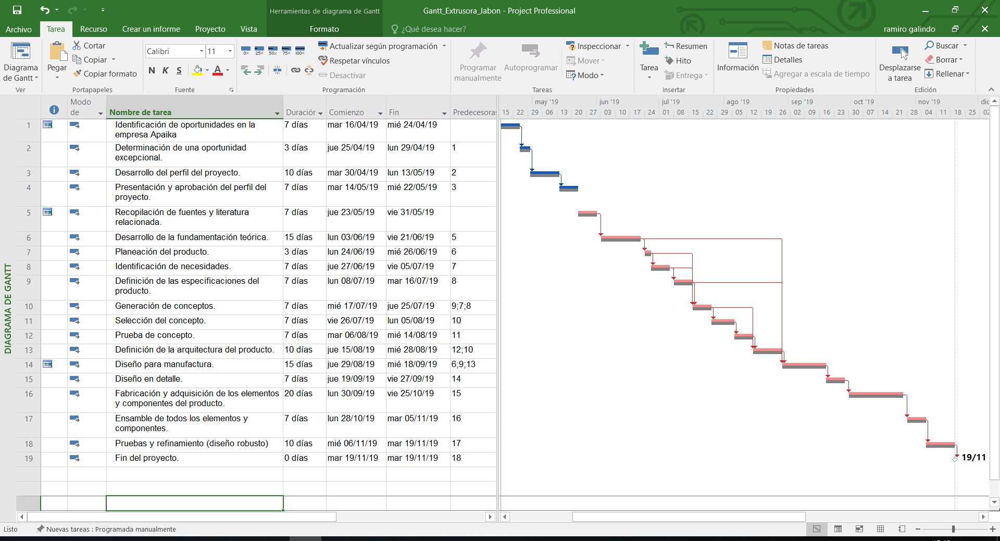 Herramientas de diagrama de Gantt
Gantt_Extrusora_Jabon - Project Professional
Archivo Tarea Recurso Crear un informe Proyecto Vista Formato ¿Qué desea hacer? ramiro galindo
Diagrama de Gantt
Ver
Pegar
Cortar
Copiar
Copiar formato
Portapapeles
Calibri 11
N K S A
Fuente
0% 25% 50% 75% 100%
Actualizar según programación
Respetar vínculos
Desactivar
Programación
Programar manualmente
Autoprogramar
Inspeccionar
Mover
Modo
Tareas
Tarea
Resumen
Hito
Entrega
Insertar
Información
Notas de tareas
Detalles
Agregar a escala de tiempo
Propiedades
Desplazarse a tarea
Buscar
Borrar
Rellenar
Edición
DIAGRAMA DE GANTT
Modo de Nombre de tarea Duración Comienzo Fin Predecesoras
may '19 jun '19 jul '19 ago '19 sep '19 oct '19 nov '19 dic
15 22 29 06 13 20 27 03 10 17 24 01 08 15 22 29 05 12 19 26 02 09 16 23 30 07 14 21 28 04 11 18 25 02
1 Identificación de oportunidades en la empresa Apaika 7 días mar 16/04/19 mié 24/04/19
2 Determinación de una oportunidad excepcional. 3 días jue 25/04/19 lun 29/04/19 1
3 Desarrollo del perfil del proyecto. 10 días mar 30/04/19 lun 13/05/19 2
4 Presentación y aprobación del perfil del proyecto. 7 días mar 14/05/19 mié 22/05/19 3
5 Recopilación de fuentes y literatura relacionada. 7 días jue 23/05/19 vie 31/05/19
6 Desarrollo de la fundamentación teórica. 15 días lun 03/06/19 vie 21/06/19 5
7 Planeación del producto. 3 días lun 24/06/19 mié 26/06/19 6
8 Identificación de necesidades. 7 días jue 27/06/19 vie 05/07/19 7
9 Definición de las especificaciones del producto. 7 días lun 08/07/19 mar 16/07/19 8
10 Generación de conceptos. 7 días mié 17/07/19 jue 25/07/19 9;7;8
11 Selección del concepto. 7 días vie 26/07/19 lun 05/08/19 10
12 Prueba de concepto. 7 días mar 06/08/19 mié 14/08/19 11
13 Definición de la arquitectura del producto. 10 días jue 15/08/19 mié 28/08/19 12;10
14 Diseño para manufactura. 15 días jue 29/08/19 mié 18/09/19 6;9;13
15 Diseño en detalle. 7 días jue 19/09/19 vie 27/09/19 14
16 Fabricación y adquisición de los elementos y componentes del producto. 20 días lun 30/09/19 vie 25/10/19 15
17 Ensamble de todos los elementos y componentes. 7 días lun 28/10/19 mar 05/11/19 16
18 Pruebas y refinamiento (diseño robusto) 10 días mié 06/11/19 mar 19/11/19 17
19 Fin del proyecto. 0 días mar 19/11/19 mar 19/11/19 18
19/11
Listo Nuevas tareas : Programada manualmente